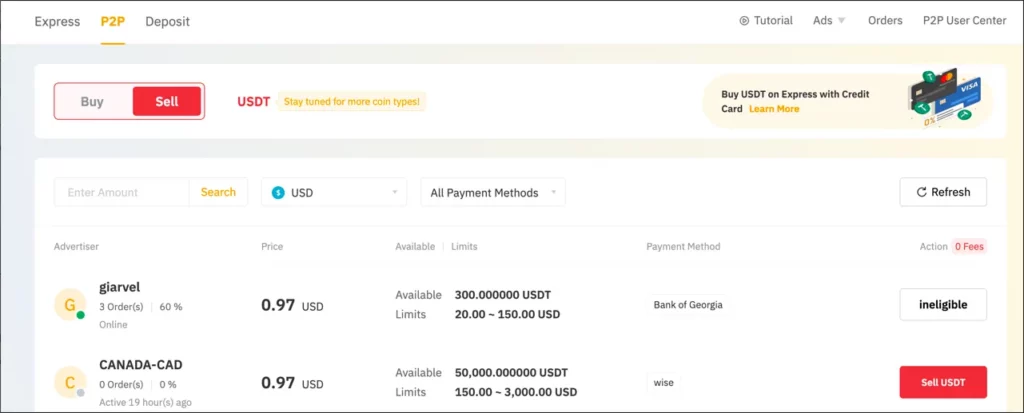 Express P2P Deposit Tutorial Ads Orders P2P User Center
Buy Sell USDT Stay tuned for more coin types!
Buy USDT on Express with Credit
Card Learn More
VISA
0%
Enter Amount Search $ USD All Payment Methods Refresh
Advertiser Price Available Limits Payment Method Action 0 Fees
G giarvel
3 Order(s) 60 %
Online
0.97 USD
Available 300.000000 USDT
Limits 20.00 ~ 150.00 USD
Bank of Georgia
ineligible
C CANADA-CAD
0 Order(s) 0 %
Active 19 hour(s) ago
0.97 USD
Available 50,000.000000 USDT
Limits 150.00 ~ 3,000.00 USD
wise
Sell USDT